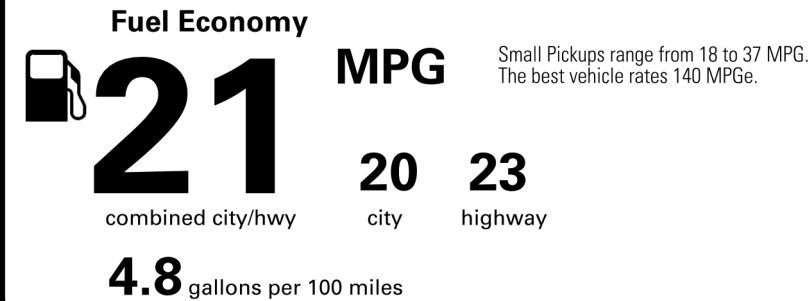 Fuel Economy
21 MPG
Small Pickups range from 18 to 37 MPG.
The best vehicle rates 140 MPGe.
20 23
combined city/hwy city highway
4.8 gallons per 100 miles